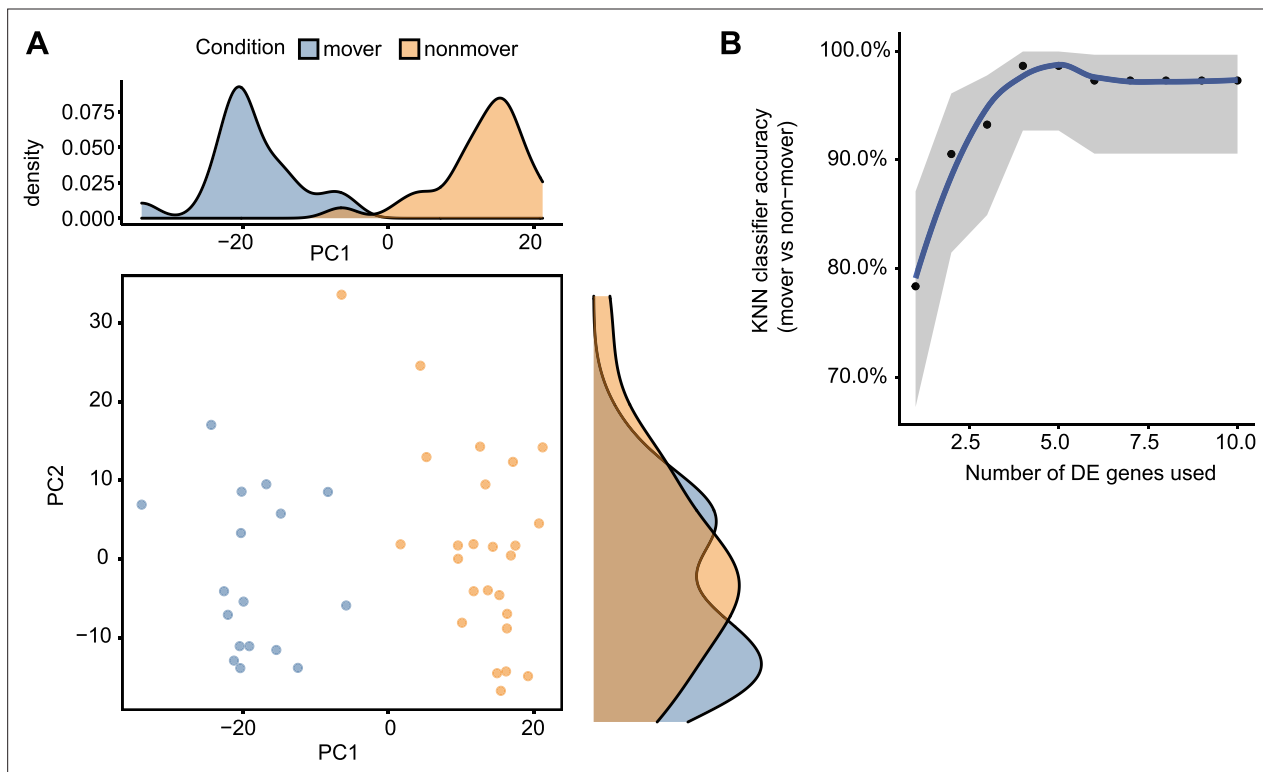 A
Condition mover nonmover
density
0.075
0.050
0.025
0.000
−20 0 20
PC1
PC2
30
20
10
0
−10
−20 0 20
PC1
B
KNN classifier accuracy
(mover vs non−mover)
100.0%
90.0%
80.0%
70.0%
2.5 5.0 7.5 10.0
Number of DE genes used